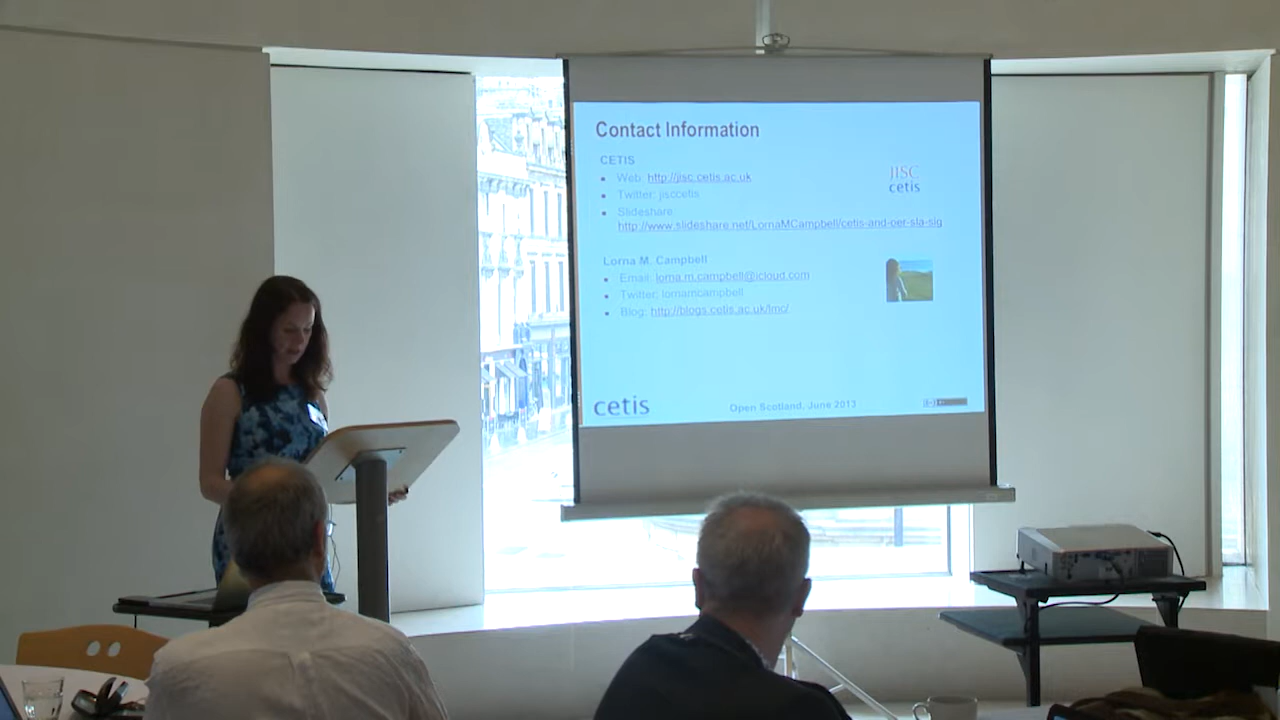 Contact Information
CETIS
Web: http://jisc.cetis.ac.uk
Twitter: jisccetis
Slideshare
http://www.slideshare.net/LornaMCampbell/cetis-and-oer-sla-sig
JISC
cetis
Lorna M. Campbell
Email: lorna.m.campbell@icloud.com
Twitter: lornamcampbell
Blog: http://blogs.cetis.ac.uk/lmc/
cetis
Open Scotland, June 2013